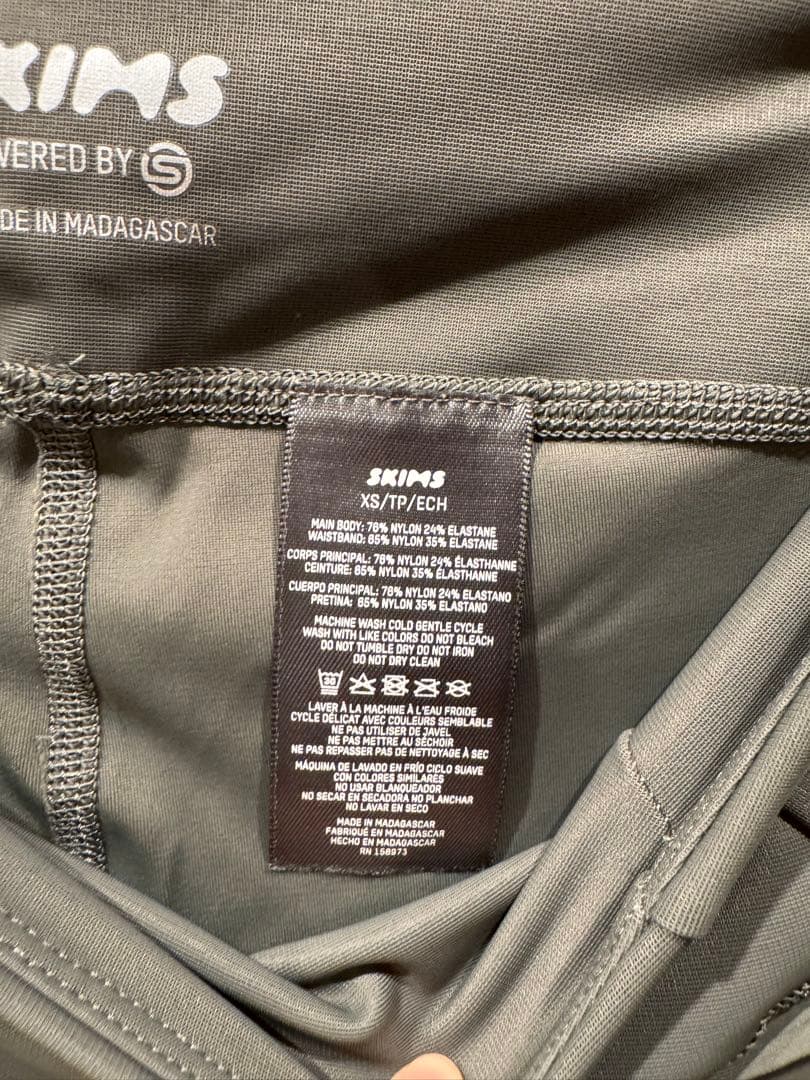 KIMS
WERED BY S
DE IN MADAGASCAR
SKIMS
XS/TP/ECH
MAIN BODY: 76% NYLON 24% ELASTANE
WAISTBAND: 65% NYLON 35% ELASTANE
CORPS PRINCIPAL: 76% NYLON 24% ÉLASTHANNE
CEINTURE: 65% NYLON 35% ÉLASTHANNE
CUERPO PRINCIPAL: 76% NYLON 24% ELASTANO
PRETINA: 65% NYLON 35% ELASTANO
MACHINE WASH COLD GENTLE CYCLE
WASH WITH LIKE COLORS DO NOT BLEACH
DO NOT TUMBLE DRY DO NOT IRON
DO NOT DRY CLEAN
30
LAVER À LA MACHINE À L'EAU FROIDE
CYCLE DÉLICAT AVEC COULEURS SEMBLABLE
NE PAS UTILISER DE JAVEL
NE PAS METTRE AU SÉCHOIR
NE PAS REPASSER PAS DE NETTOYAGE À SEC
MÁQUINA DE LAVADO EN FRÍO CICLO SUAVE
CON COLORES SIMILARES
NO USAR BLANQUEADOR
NO SECAR EN SECADORA NO PLANCHAR
NO LAVAR EN SECO
MADE IN MADAGASCAR
FABRIQUÉ EN MADAGASCAR
HECHO EN MADAGASCAR
RN 158973